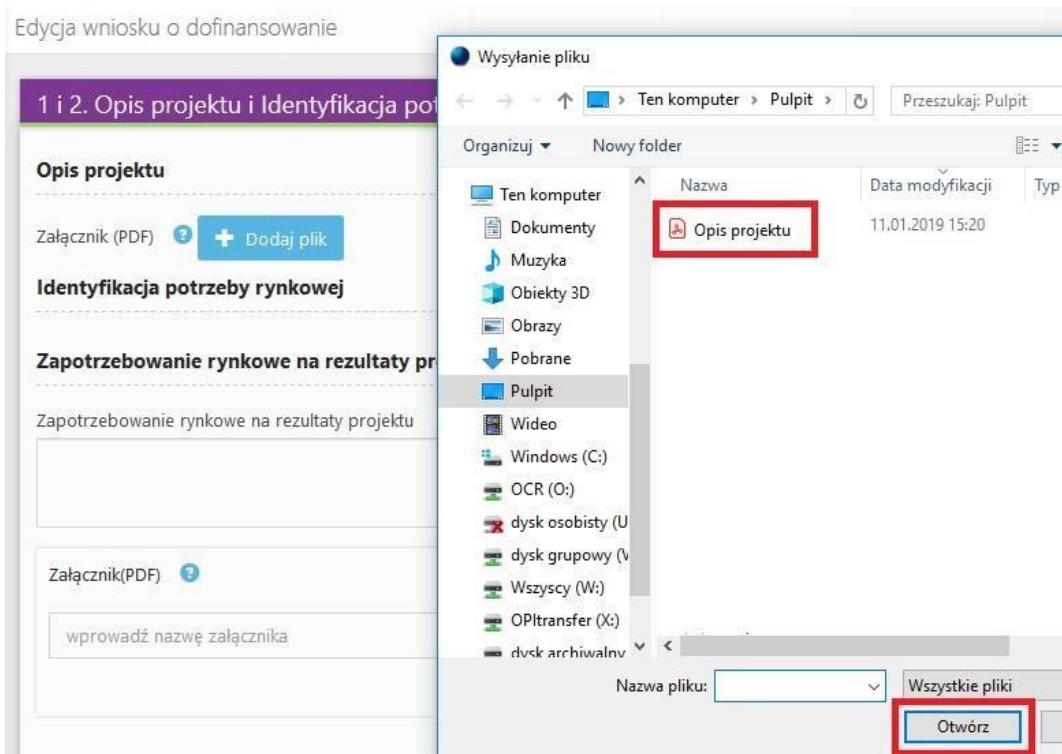 Edycja wniosku o dofinansowanie
1 i 2. Opis projektu i Identyfikacja
Opis projektu
Załącznik (PDF) ? + Dodaj plik
Identyfikacja potrzeby rynkowej
Zapotrzebowanie rynkowe na rezultaty
Zapotrzebowanie rynkowe na rezultaty projektu
Załącznik(PDF) ?
wprowadź nazwę załącznika
Wysyłanie pliku
Ten komputer > Pulpit >
Przeszukaj: Pulpit
Organizuj Nowy folder
Ten komputer
Dokumenty
Muzyka
Obiekty 3D
Obrazy
Pobrane
Pulpit
Wideo
Windows (C:)
OCR (O:)
dysk osobisty (U
dysk grupowy (
Wszyscy (W:)
OPItransfer (X:)
dysk archiwalny
Nazwa Data modyfikacji Typ
Opis projektu 11.01.2019 15:20
Nazwa pliku: Wszystkie pliki
Otwórz